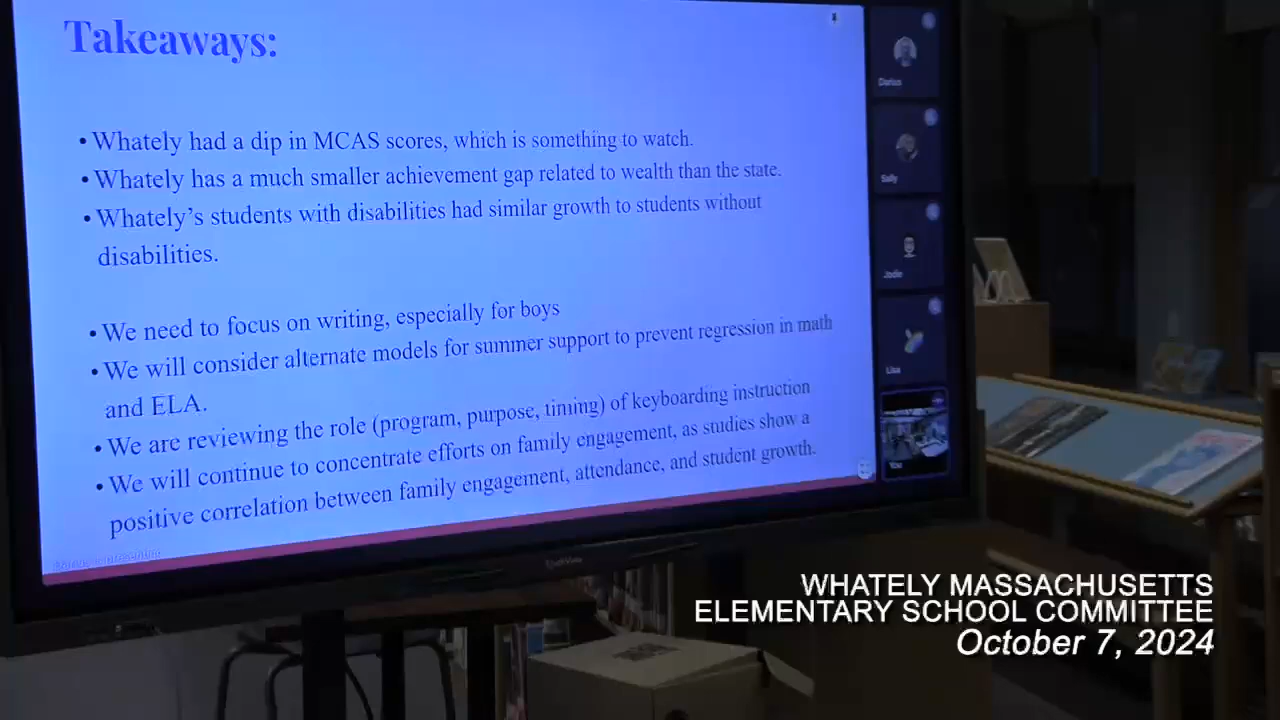 Takeaways:
• Whately had a dip in MCAS scores, which is something to watch.
• Whately has a much smaller achievement gap related to wealth than the state.
• Whately's students with disabilities had similar growth to students without
disabilities.
• We need to focus on writing, especially for boys
• We will consider alternate models for summer support to prevent regression in math
and ELA.
• We are reviewing the role (program, purpose, timing) of keyboarding instruction
• We will continue to concentrate efforts on family engagement, as studies show a
positive correlation between family engagement, attendance, and student growth.
Darius
Sally
Jodie
Lisa
You
WHATELY MASSACHUSETTS
ELEMENTARY SCHOOL COMMITTEE
October 7, 2024